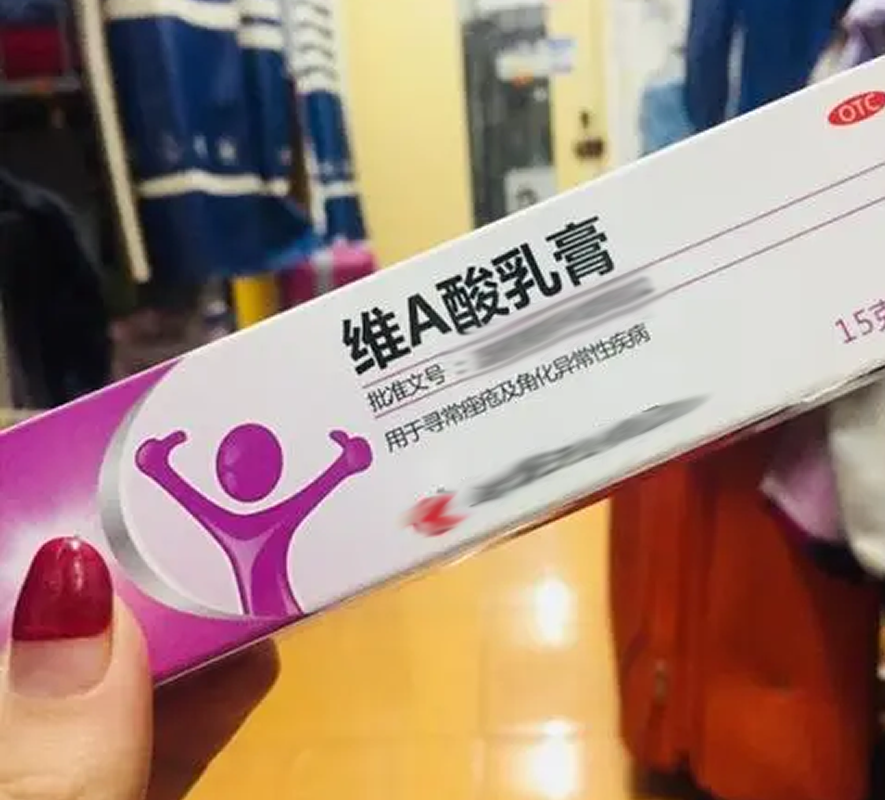 OTC
维A酸乳膏
批准文号：
用于寻常痤疮及角化异常性疾病
15克